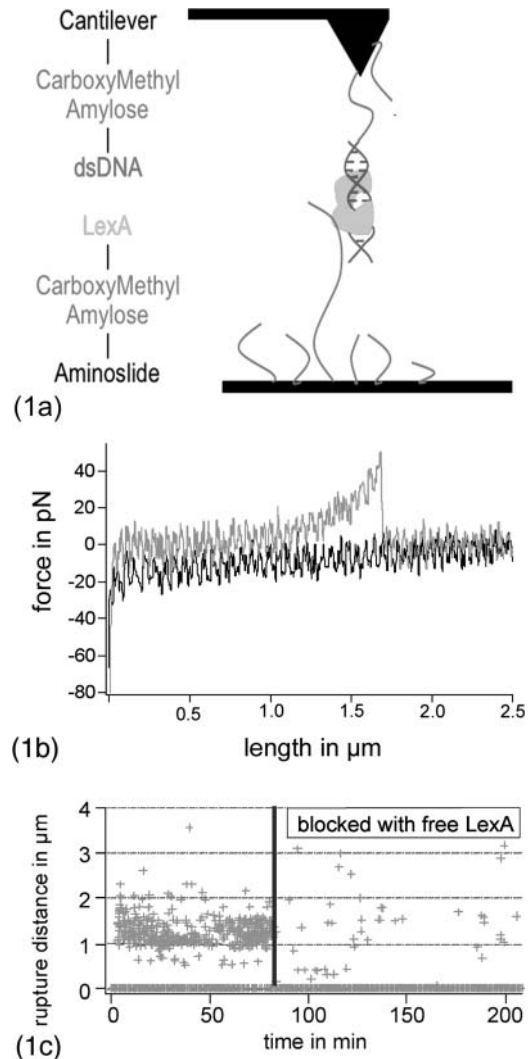 Cantilever
CarboxyMethyl
Amylose
dsDNA
LexA
CarboxyMethyl
Amylose
Aminoslide
(1a)
force in pN
40
20
0
-20
-40
-60
-80
0.5
1.0
1.5
2.0
2.5
length in µm
(1b)
rupture distance in µm
4
3
2
1
0
blocked with free LexA
0
50
100
150
200
time in min
(1c)